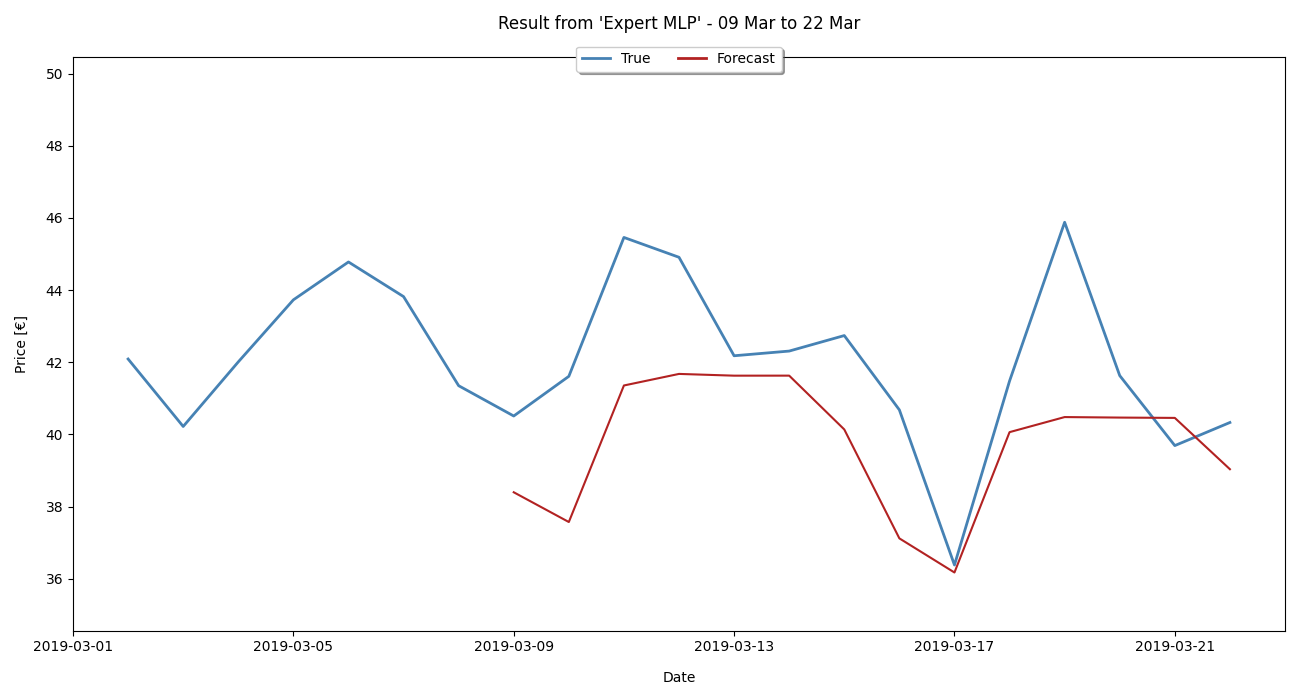 Result from 'Expert MLP' - 09 Mar to 22 Mar
True Forecast
50
48
46
44
42
40
38
36
Price [€]
2019-03-01 2019-03-05 2019-03-09 2019-03-13 2019-03-17 2019-03-21
Date